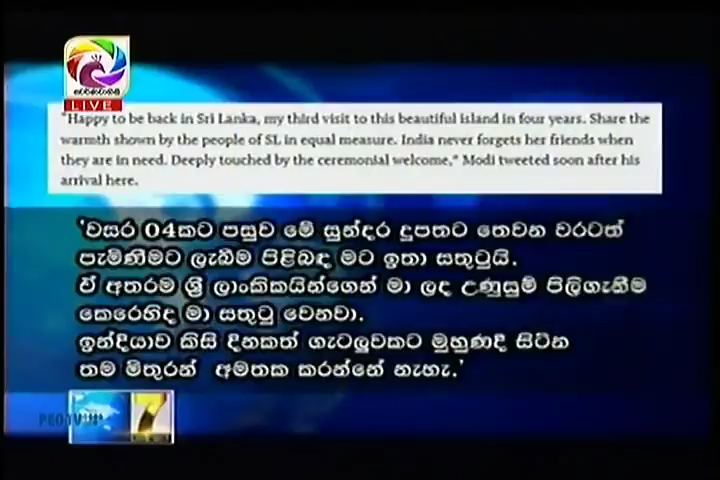 ස්වර්ණවාහිනී
LIVE
"Happy to be back in Sri Lanka, my third visit to this beautiful island in four years. Share the
warmth shown by the people of SL in equal measure. India never forgets her friends when
they are in need. Deeply touched by the ceremonial welcome," Modi tweeted soon after his
arrival here.
'වසර 04කට පසුව මේ සුන්දර දූපතට තෙවන වරටත්
පැමිණීමට ලැබීම පිළිබඳ මට ඉතා සතුටුයි.
ඒ අතරම ශ්‍රී ලාංකිකයින්ගෙන් මා ලද උණුසුම් පිලිගැනීම
කෙරෙහිද මා සතුටු වෙනවා.
ඉන්දියාව කිසි දිනකත් ගැටලුවකට මුහුණදී සිටින
තම මිතුරන් අමතක කරන්නේ නැහැ.'
PEOTV
7